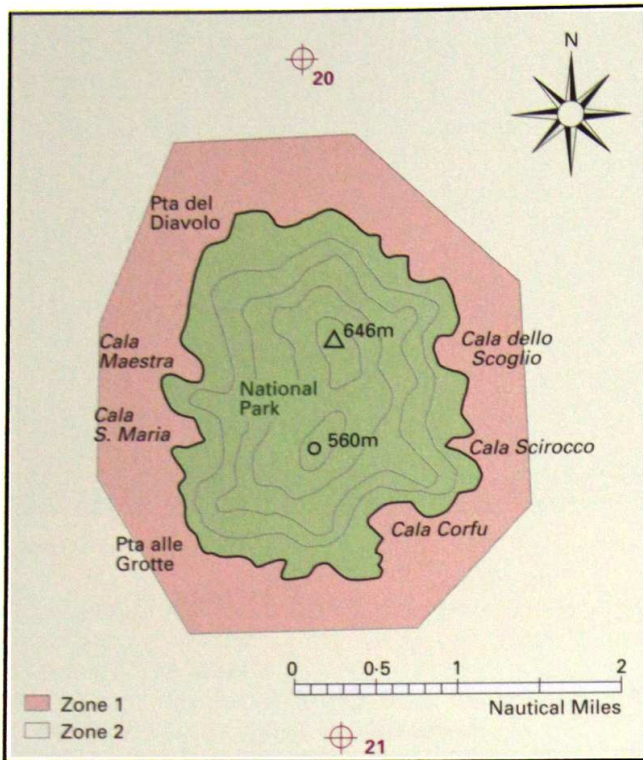 N
20
Pta del
Diavolo
646m
Cala
Maestra
Cala dello
Scoglio
National
Park
Cala
S. Maria
560m
Cala Scirocco
Cala Corfu
Pta alle
Grotte
0 0·5 1 2
Nautical Miles
Zone 1
Zone 2
21